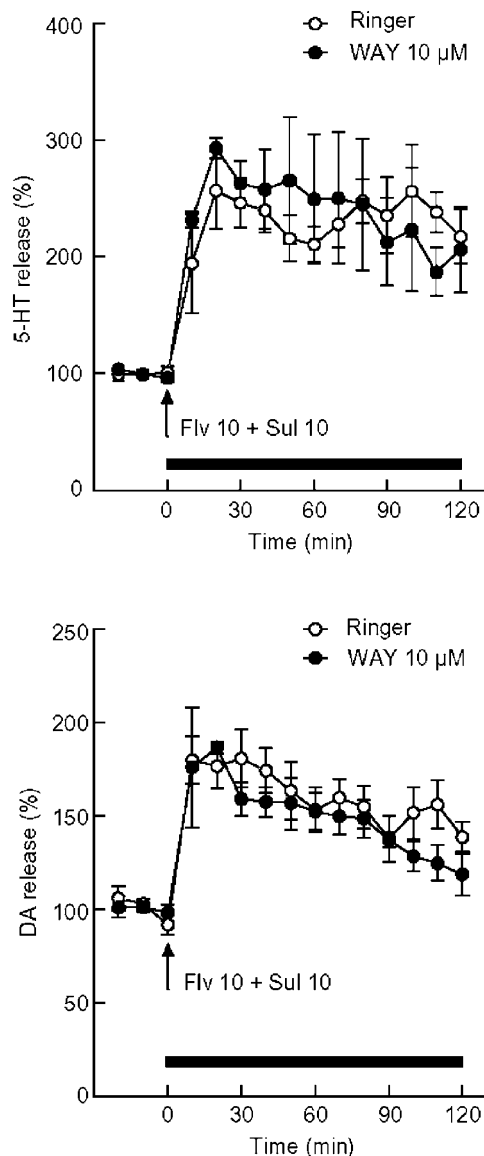 400
Ringer
WAY 10 µM
300
200
100
0
5-HT release (%)
Flv 10 + Sul 10
0 30 60 90 120
Time (min)
250
Ringer
WAY 10 µM
200
150
100
50
0
DA release (%)
Flv 10 + Sul 10
0 30 60 90 120
Time (min)